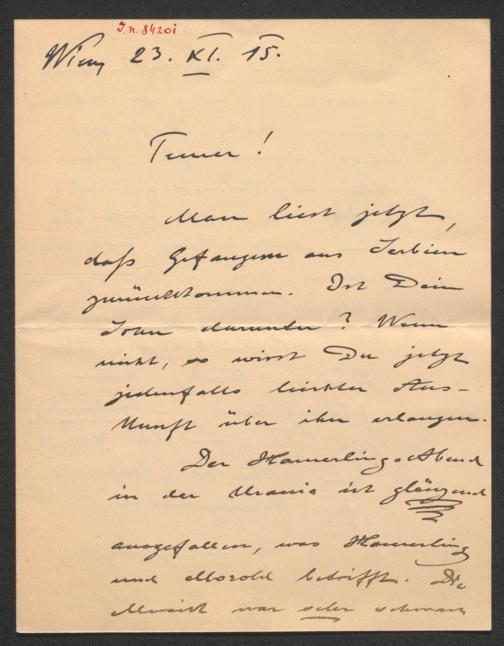 J.n. 84201
Wien, 23. XI. 15.
Teurer!
Man liest jetzt,
daß Gefangene aus Serbien
zurückkommen. Ist Dein
Ivan darunter? Wenn
nicht, so wirst Du jetzt
jedenfalls leichter Aus-
kunft über ihn erlangen.
Der Hamerling-Abend
in der Urania ist glänzend
ausgefallen, was Hamerling
und Morold betrifft. Die
Musik war sehr schwach